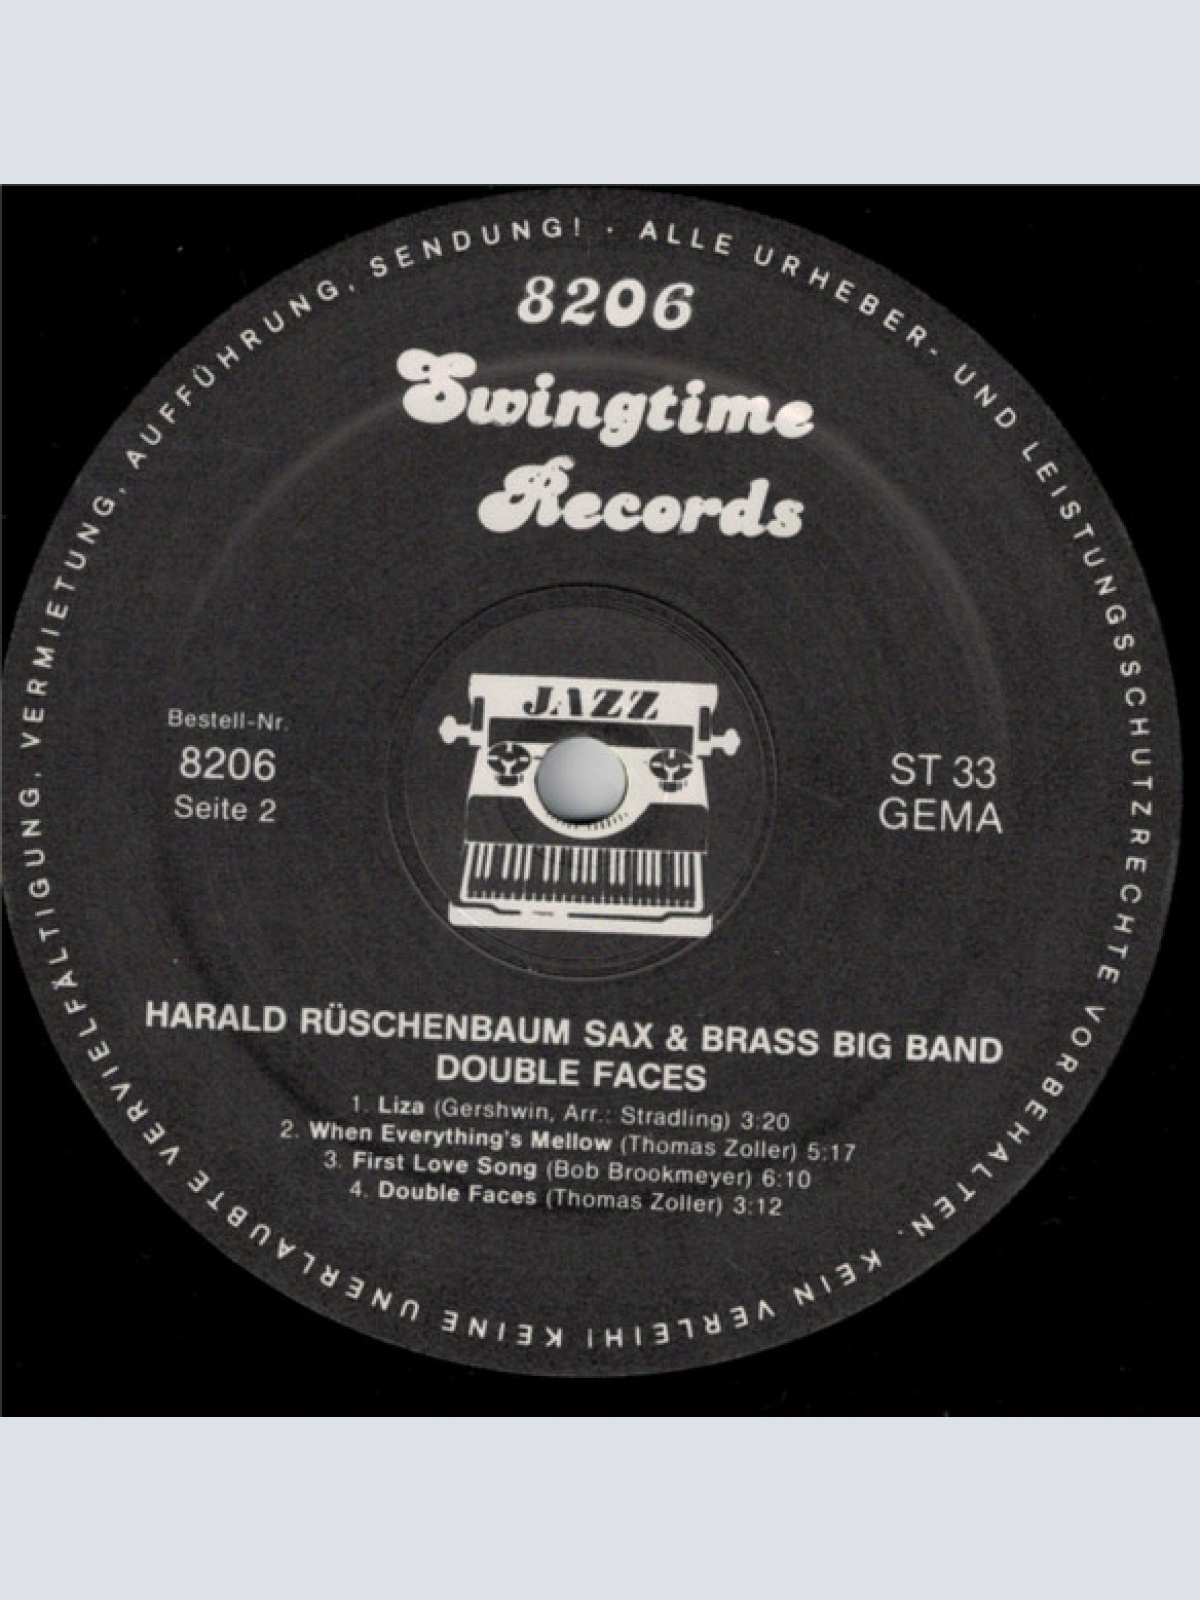 ALLE URHEBER- UND LEISTUNGSSCHUTZRECHTE VORBEHALTEN. KEIN VERLEIH! KEINE UNERLAUBTE VERVIELFÄLTIGUNG, VERMIETUNG, AUFFÜHRUNG, SENDUNG! ·
8206
Swingtime
Records
JAZZ
Bestell-Nr.
8206
Seite 2
ST 33
GEMA
HARALD RÜSCHENBAUM SAX & BRASS BIG BAND
DOUBLE FACES
1. Liza (Gershwin, Arr.: Stradling) 3:20
2. When Everything's Mellow (Thomas Zoller) 5:17
3. First Love Song (Bob Brookmeyer) 6:10
4. Double Faces (Thomas Zoller) 3:12